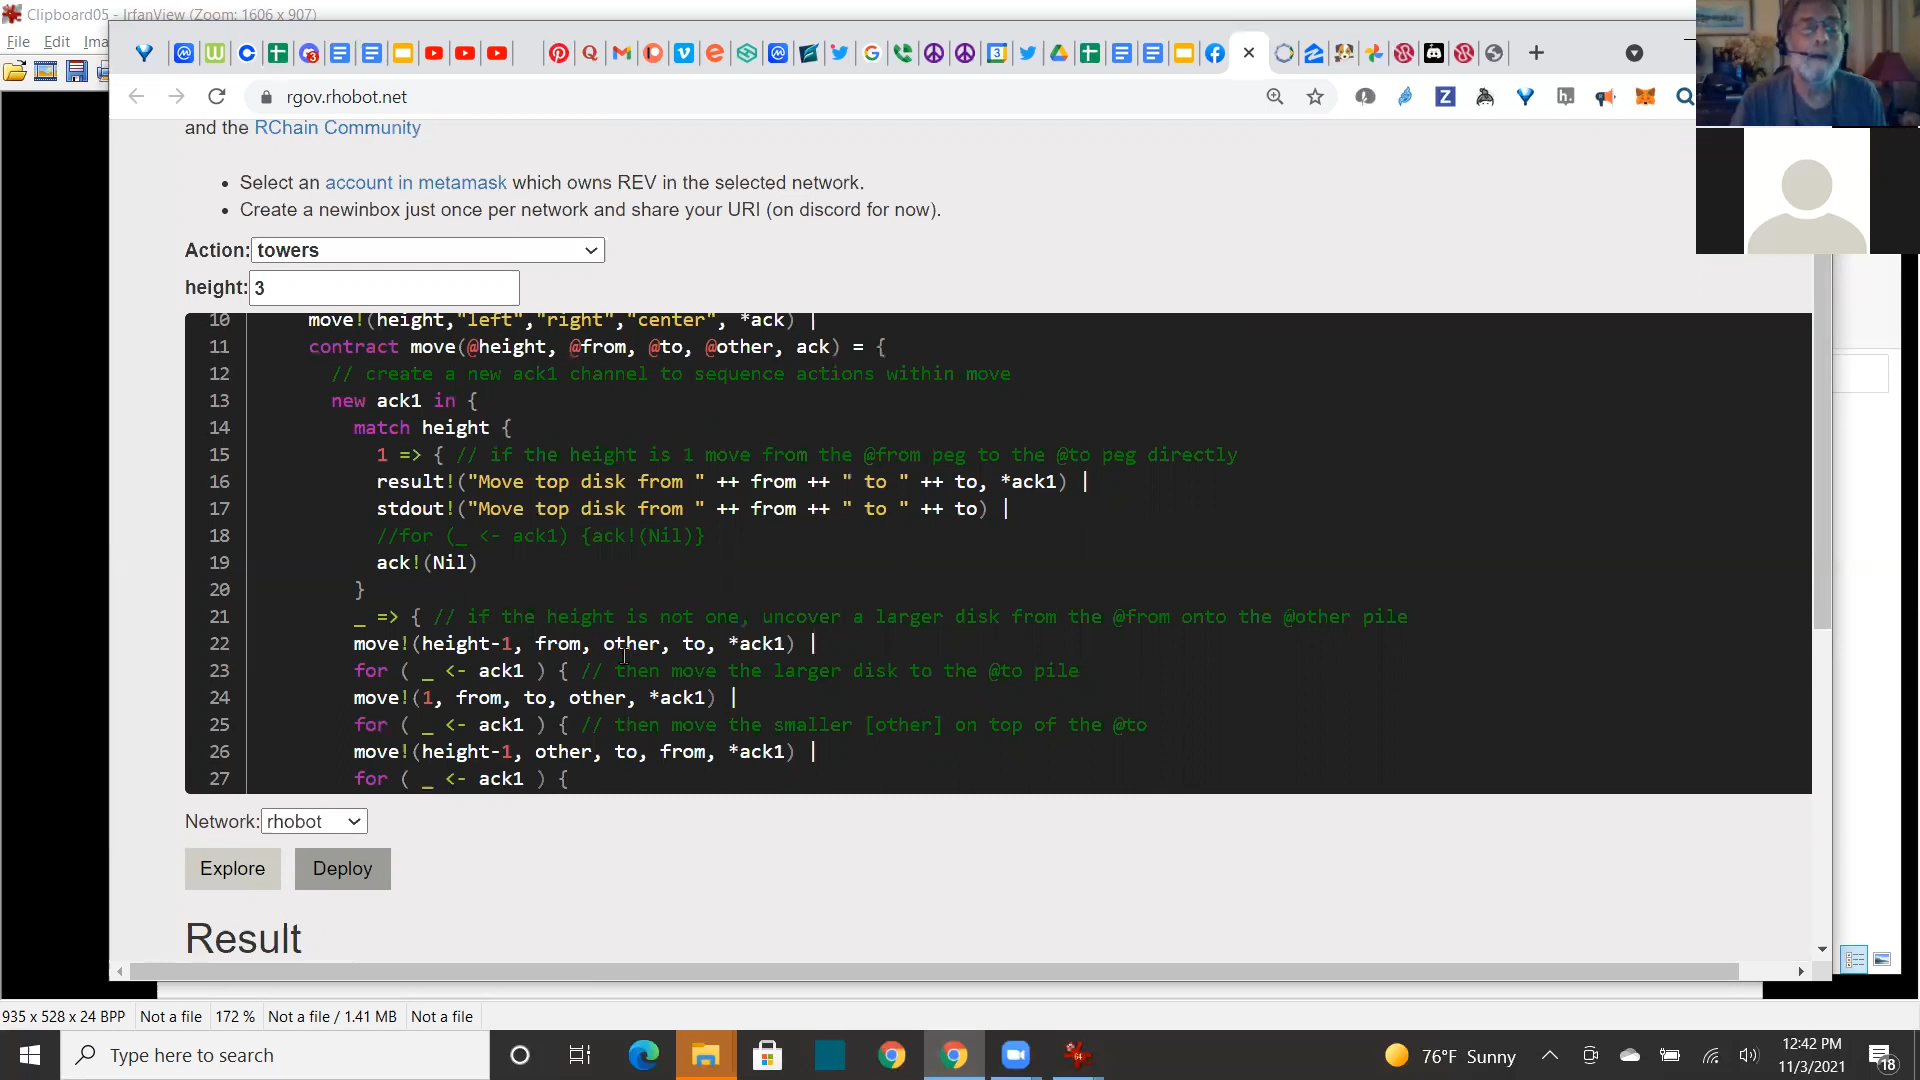 Clipboard05 - IrfanView (Zoom: 1606 x 907)
File Edit Ima
rgov.rhobot.net
and the RChain Community
• Select an account in metamask which owns REV in the selected network.
• Create a newinbox just once per network and share your URI (on discord for now).
Action: towers
height: 3
10 move!(height,"left","right","center", *ack) |
11 contract move(@height, @from, @to, @other, ack) = {
12 // create a new ack1 channel to sequence actions within move
13 new ack1 in {
14 match height {
15 1 => { // if the height is 1 move from the @from peg to the @to peg directly
16 result!("Move top disk from " ++ from ++ " to " ++ to, *ack1) |
17 stdout!("Move top disk from " ++ from ++ " to " ++ to) |
18 //for (_ <- ack1) {ack!(Nil)}
19 ack!(Nil)
20 }
21 _ => { // if the height is not one, uncover a larger disk from the @from onto the @other pile
22 move!(height-1, from, other, to, *ack1) |
23 for ( _ <- ack1 ) { // then move the larger disk to the @to pile
24 move!(1, from, to, other, *ack1) |
25 for ( _ <- ack1 ) { // then move the smaller [other] on top of the @to
26 move!(height-1, other, to, from, *ack1) |
27 for ( _ <- ack1 ) {
Network: rhobot
Explore Deploy
Result
935 x 528 x 24 BPP Not a file 172 % Not a file / 1.41 MB Not a file
Type here to search
76°F Sunny
12:42 PM
11/3/2021
18